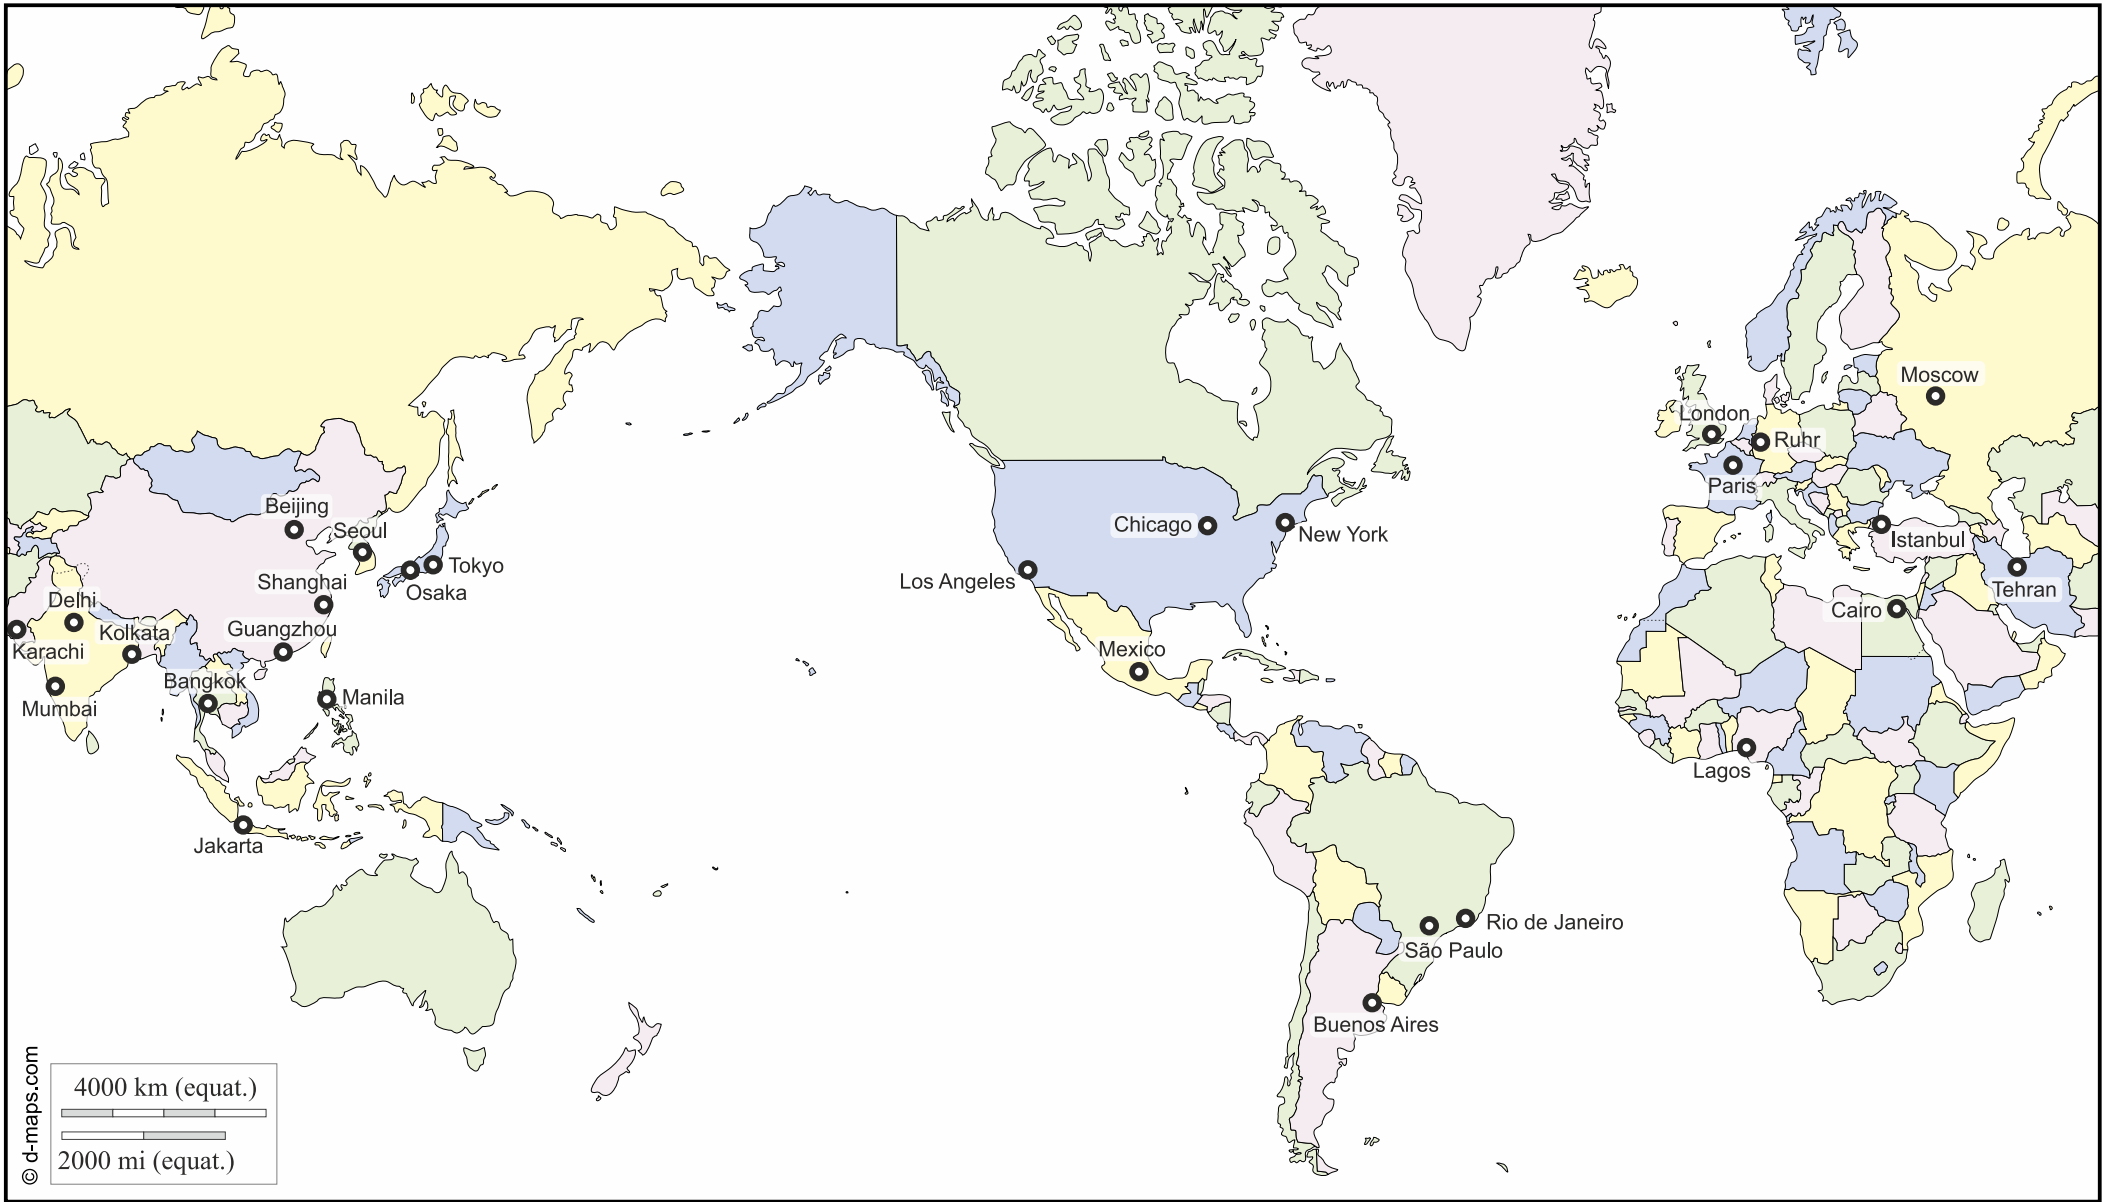 Moscow
London
Ruhr
Paris
Beijing
Seoul
Chicago
New York
Istanbul
Tokyo
Shanghai
Osaka
Los Angeles
Tehran
Delhi
Cairo
Kolkata
Guangzhou
Karachi
Mexico
Bangkok
Manila
Mumbai
Lagos
Jakarta
Rio de Janeiro
São Paulo
Buenos Aires
4000 km (equat.)
2000 mi (equat.)
© d-maps.com